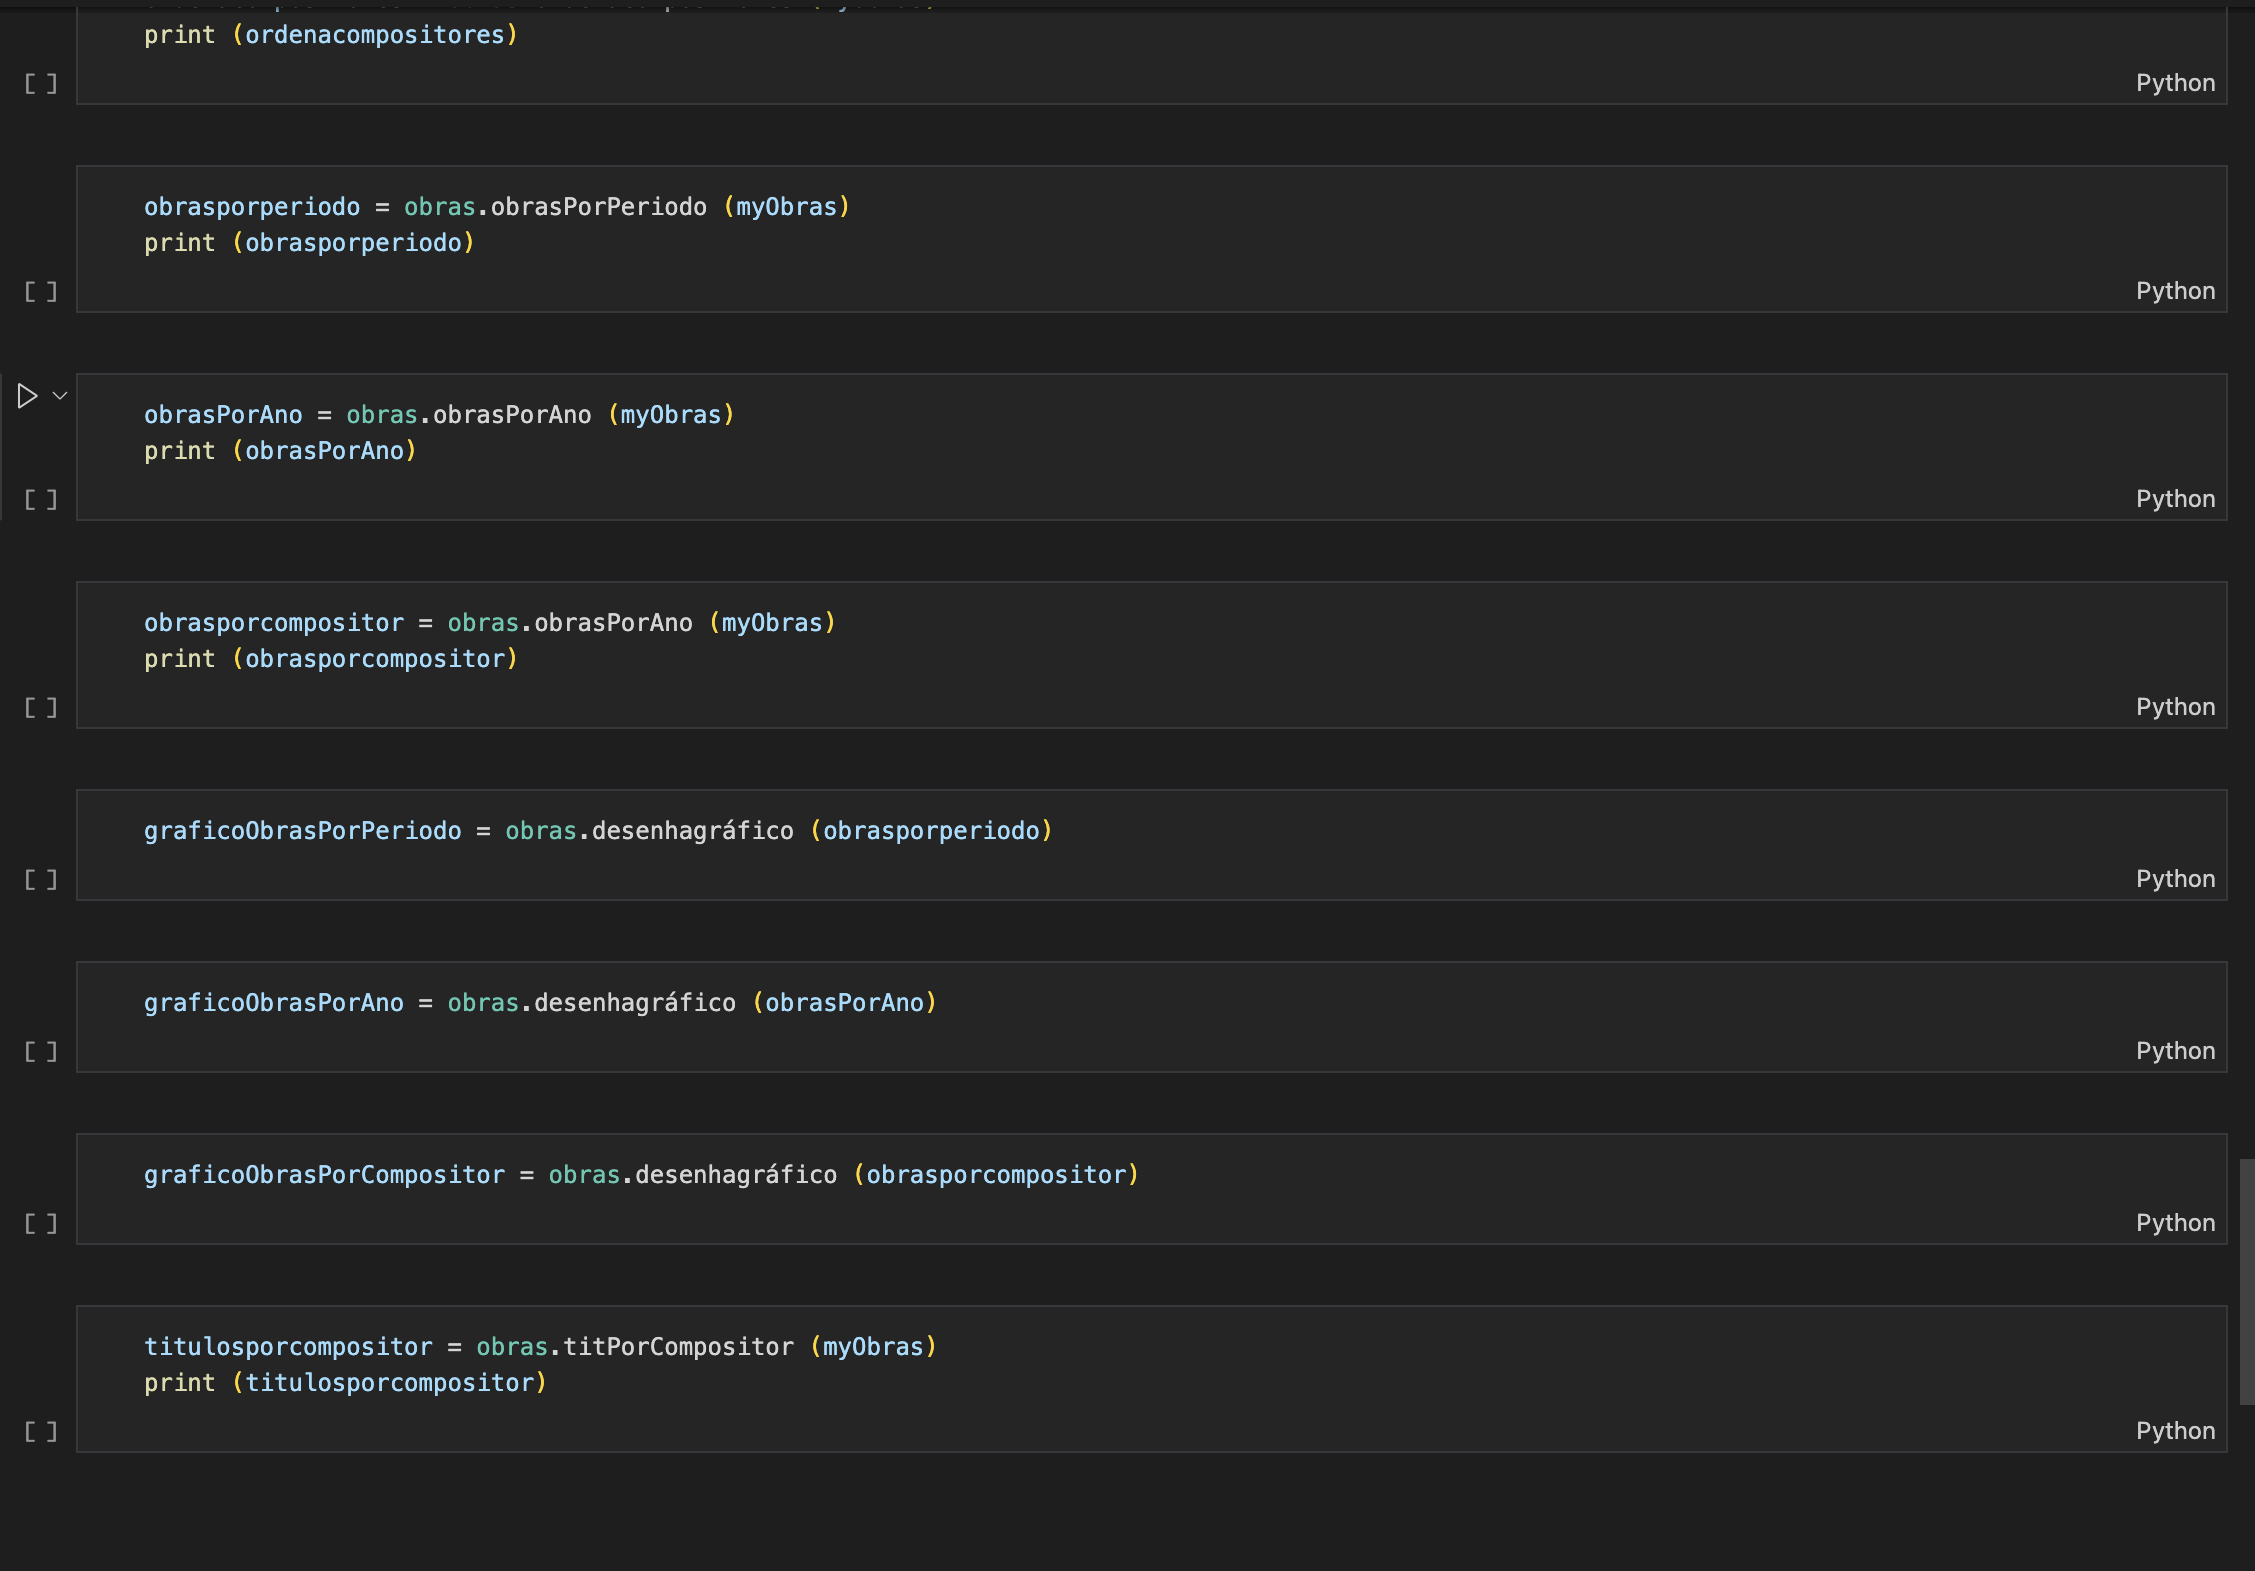 print (ordenacompositores)
[ ]
Python
obrasporperiodo = obras.obrasPorPeriodo (myObras)
print (obrasporperiodo)
[ ]
Python
obrasPorAno = obras.obrasPorAno (myObras)
print (obrasPorAno)
[ ]
Python
obrasporcompositor = obras.obrasPorAno (myObras)
print (obrasporcompositor)
[ ]
Python
graficoObrasPorPeriodo = obras.desenhagráfico (obrasporperiodo)
[ ]
Python
graficoObrasPorAno = obras.desenhagráfico (obrasPorAno)
[ ]
Python
graficoObrasPorCompositor = obras.desenhagráfico (obrasporcompositor)
[ ]
Python
titulosporcompositor = obras.titPorCompositor (myObras)
print (titulosporcompositor)
[ ]
Python